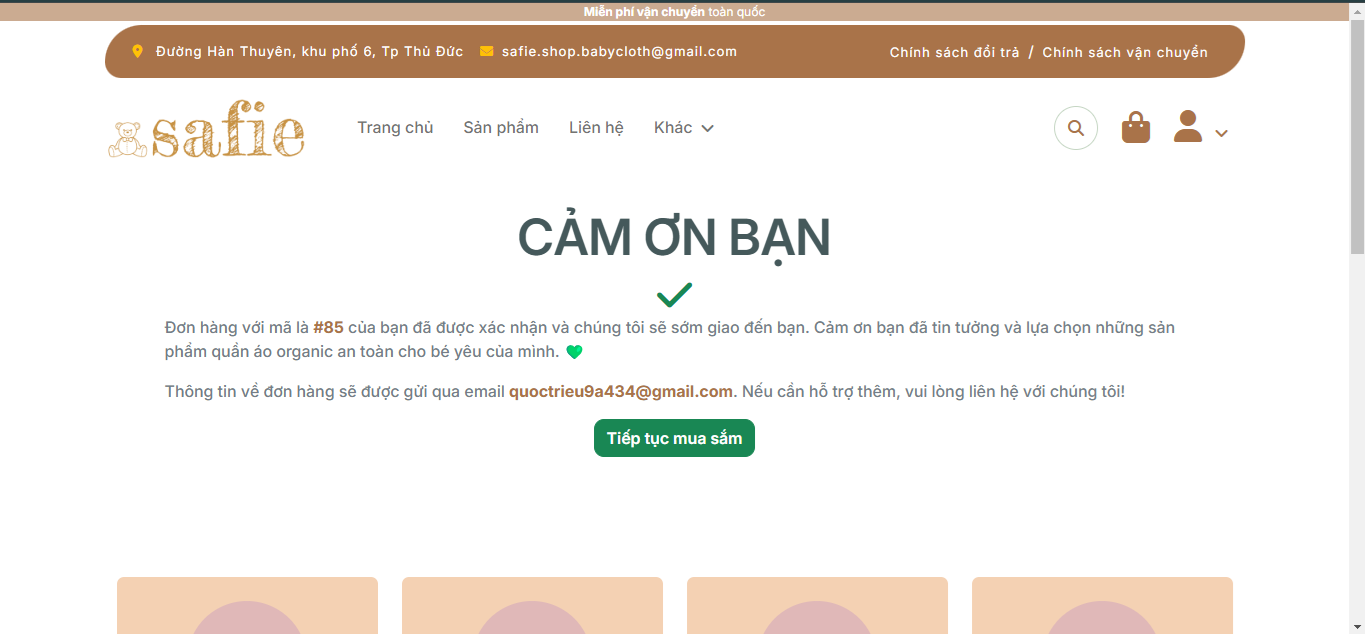 Miễn phí vận chuyển toàn quốc
Đường Hàn Thuyên, khu phố 6, Tp Thủ Đức safie.shop.babycloth@gmail.com Chính sách đổi trả / Chính sách vận chuyển
safie Trang chủ Sản phẩm Liên hệ Khác
CẢM ƠN BẠN
Đơn hàng với mã là #85 của bạn đã được xác nhận và chúng tôi sẽ sớm giao đến bạn. Cảm ơn bạn đã tin tưởng và lựa chọn những sản
phẩm quần áo organic an toàn cho bé yêu của mình. 💚
Thông tin về đơn hàng sẽ được gửi qua email quoctrieu9a434@gmail.com. Nếu cần hỗ trợ thêm, vui lòng liên hệ với chúng tôi!
Tiếp tục mua sắm